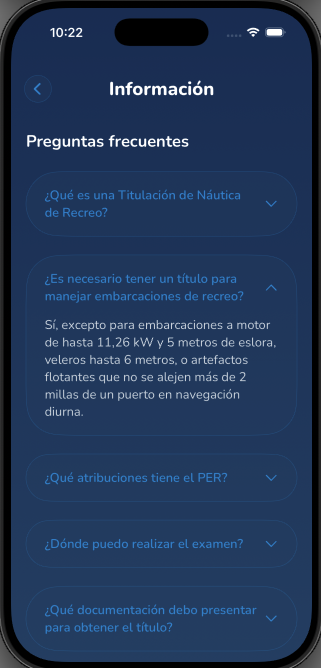 10:22
Información
Preguntas frecuentes
¿Qué es una Titulación de Náutica
de Recreo?
¿Es necesario tener un título para
manejar embarcaciones de recreo?
Sí, excepto para embarcaciones a motor
de hasta 11,26 kW y 5 metros de eslora,
veleros hasta 6 metros, o artefactos
flotantes que no se alejen más de 2
millas de un puerto en navegación
diurna.
¿Qué atribuciones tiene el PER?
¿Dónde puedo realizar el examen?
¿Qué documentación debo presentar
para obtener el título?